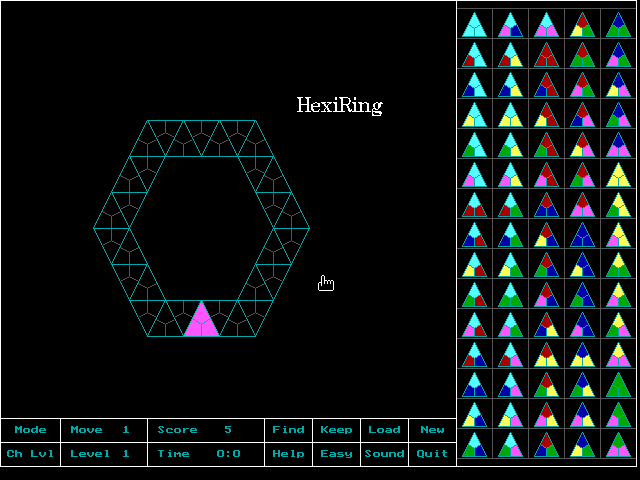 HexiRing
Mode Move 1 Score 5 Find Keep Load New
Ch Lvl Level 1 Time 0:0 Help Easy Sound Quit